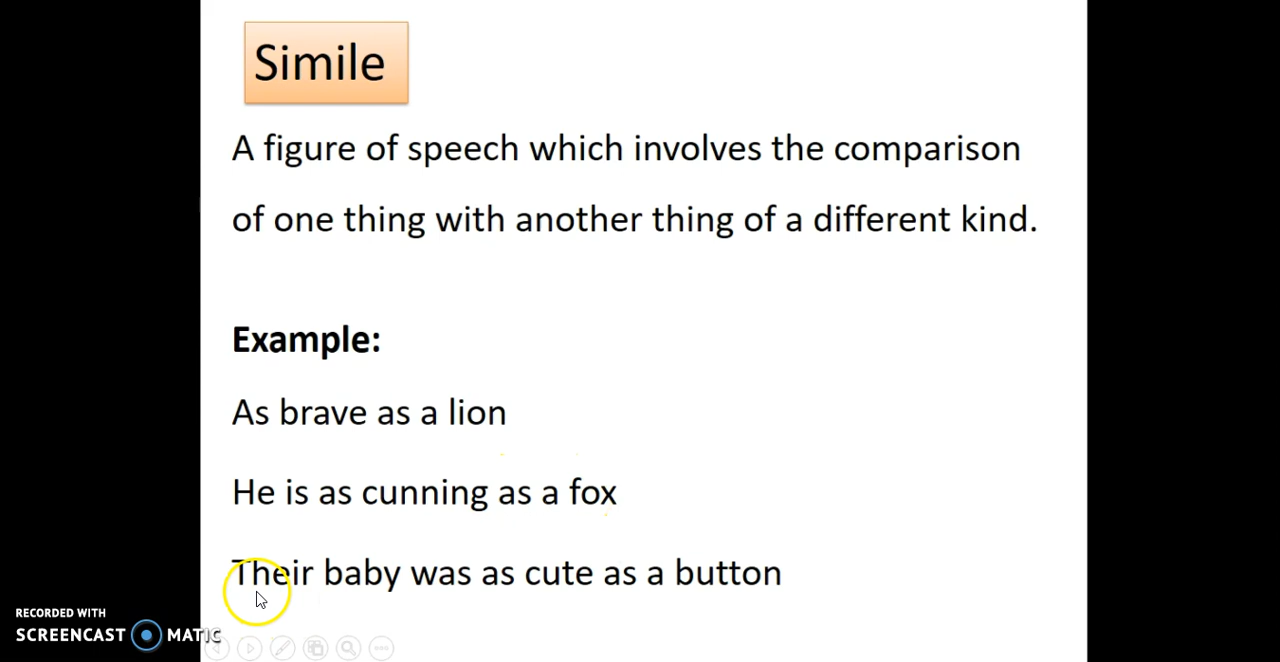 Simile
A figure of speech which involves the comparison
of one thing with another thing of a different kind.
Example:
As brave as a lion
He is as cunning as a fox
Their baby was as cute as a button
RECORDED WITH
SCREENCAST MATIC